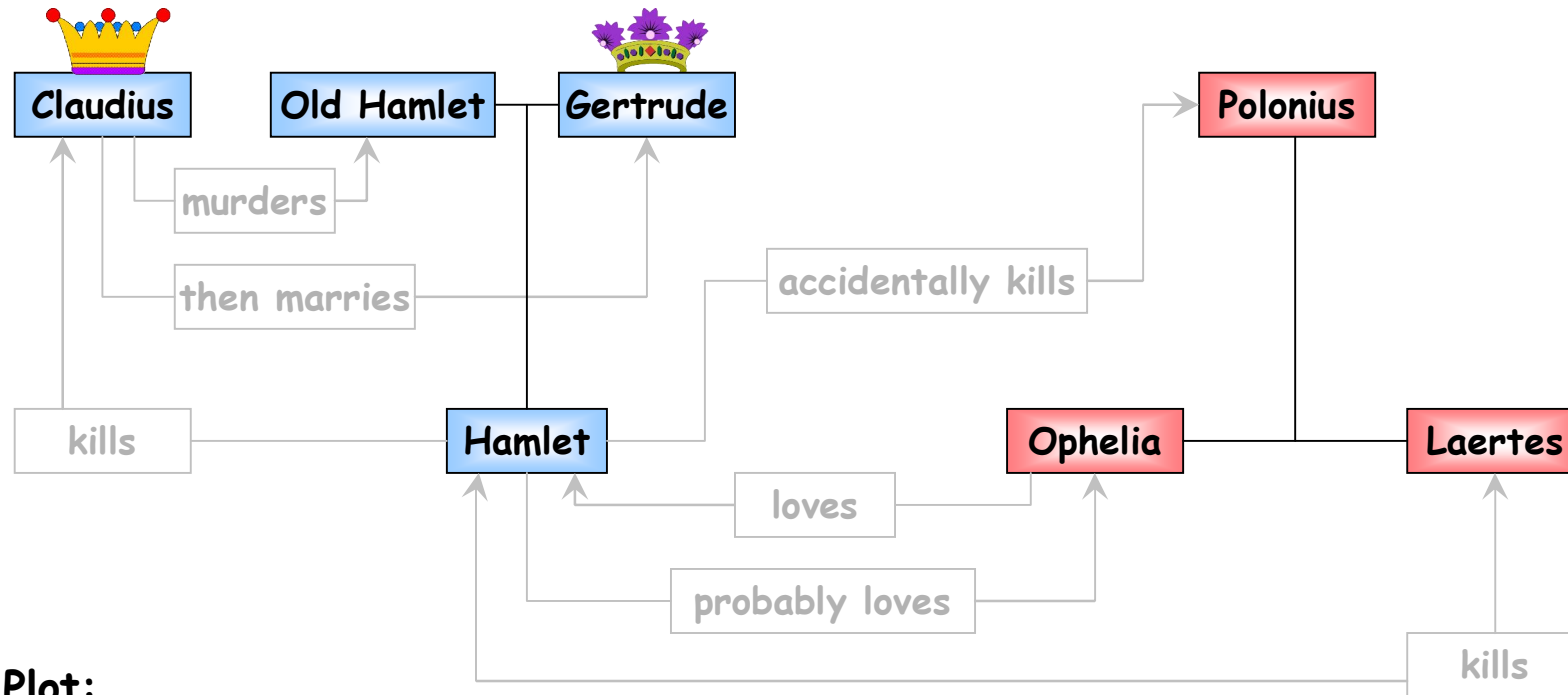 Claudius
Old Hamlet
Gertrude
Polonius
murders
then marries
accidentally kills
kills
Hamlet
Ophelia
Laertes
loves
probably loves
kills
Plot: